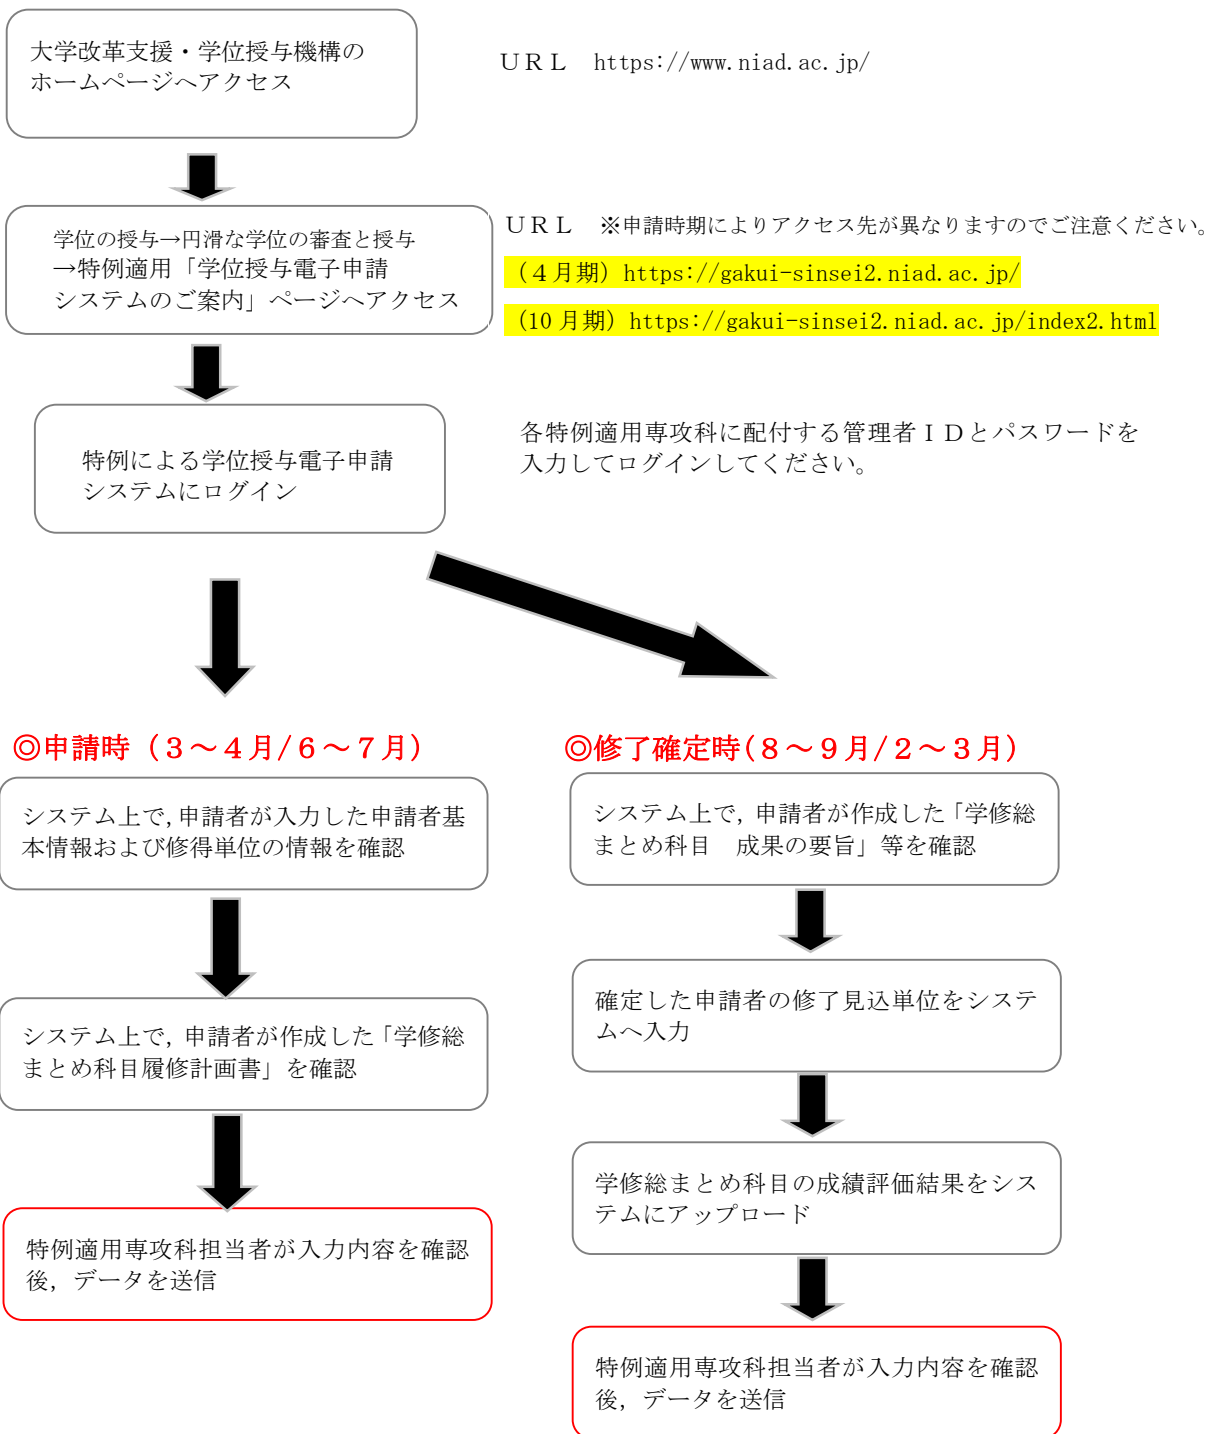 大学改革支援・学位授与機構の
ホームページへアクセス
ＵＲＬ　https://www.niad.ac.jp/
学位の授与→円滑な学位の審査と授与
→特例適用「学位授与電子申請
システムのご案内」ページへアクセス
ＵＲＬ　※申請時期によりアクセス先が異なりますのでご注意ください。
（４月期）https://gakui-sinsei2.niad.ac.jp/
（10 月期）https://gakui-sinsei2.niad.ac.jp/index2.html
特例による学位授与電子申請
システムにログイン
各特例適用専攻科に配付する管理者ＩＤとパスワードを
入力してログインしてください。
◎申請時（３～４月/６～７月）
システム上で，申請者が入力した申請者基
本情報および修得単位の情報を確認
システム上で，申請者が作成した「学修総
まとめ科目履修計画書」を確認
特例適用専攻科担当者が入力内容を確認
後，データを送信
◎修了確定時（８～９月/２～３月）
システム上で，申請者が作成した「学修総
まとめ科目　成果の要旨」等を確認
確定した申請者の修了見込単位をシステ
ムへ入力
学修総まとめ科目の成績評価結果をシス
テムにアップロード
特例適用専攻科担当者が入力内容を確認
後，データを送信